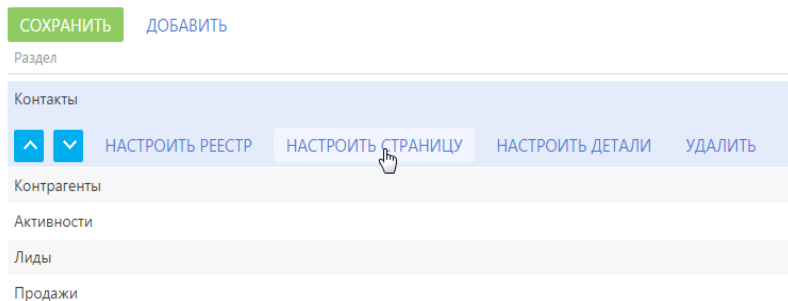 СОХРАНИТЬ ДОБАВИТЬ
Раздел
Контакты
НАСТРОИТЬ РЕЕСТР НАСТРОИТЬ СТРАНИЦУ НАСТРОИТЬ ДЕТАЛИ УДАЛИТЬ
Контрагенты
Активности
Лиды
Продажи